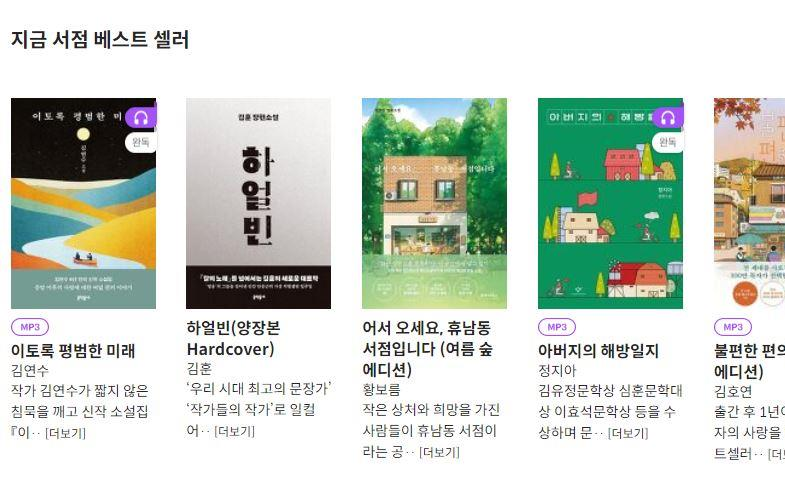 지금 서점 베스트 셀러
이토록 평범한 미
김연수
완독
김훈 장편소설
하얼빈
어서 오세요, 휴남동 서점입니다
아버지의 해방
정지아
완독
MP3
이토록 평범한 미래
김연수
작가 김연수가 짧지 않은
침묵을 깨고 신작 소설집
『이·· [더보기]
하얼빈(양장본
Hardcover)
김훈
‘우리 시대 최고의 문장가’
‘작가들의 작가’로 일컬
어·· [더보기]
어서 오세요, 휴남동
서점입니다 (여름 숲
에디션)
황보름
작은 상처와 희망을 가진
사람들이 휴남동 서점이
라는 공·· [더보기]
MP3
아버지의 해방일지
정지아
김유정문학상 심훈문학대
상 이효석문학상 등을 수
상하며 문·· [더보기]
MP3
불편한 편의
에디션)
김호연
출간 후 1년
자의 사랑을
트셀러·· [더